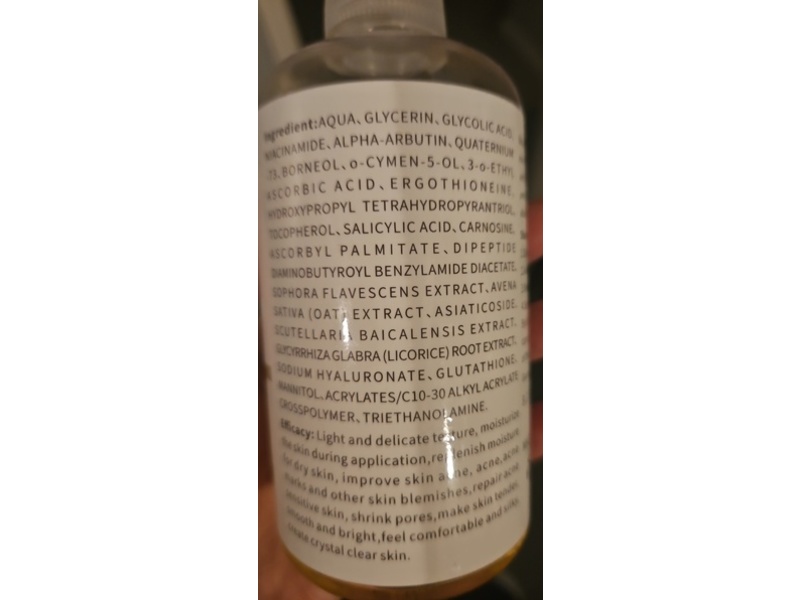 Ingredient:AQUA、GLYCERIN、GLYCOLIC ACID、
NIACINAMIDE、ALPHA-ARBUTIN、QUATERNIUM
-73、BORNEOL、o-CYMEN-5-OL、3-o-ETHYL
ASCORBIC ACID、ERGOTHIONEINE、
HYDROXYPROPYL TETRAHYDROPYRANTRIOL、
TOCOPHEROL、SALICYLIC ACID、CARNOSINE、
ASCORBYL PALMITATE、DIPEPTIDE
DIAMINOBUTYROYL BENZYLAMIDE DIACETATE、
SOPHORA FLAVESCENS EXTRACT、AVENA
SATIVA (OAT) EXTRACT、ASIATICOSIDE、
SCUTELLARIA BAICALENSIS EXTRACT、
GLYCYRRHIZA GLABRA (LICORICE) ROOT EXTRACT、
SODIUM HYALURONATE、GLUTATHIONE、
MANNITOL、ACRYLATES/C10-30 ALKYL ACRYLATE
CROSSPOLYMER、TRIETHANOLAMINE.
Efficacy: Light and delicate texture, moisturize
the skin during application,replenish moisture
for dry skin, improve skin acne, acne,acne
marks and other skin blemishes,repair acne
sensitive skin, shrink pores,make skin tender,
smooth and bright,feel comfortable and silky,
create crystal clear skin.